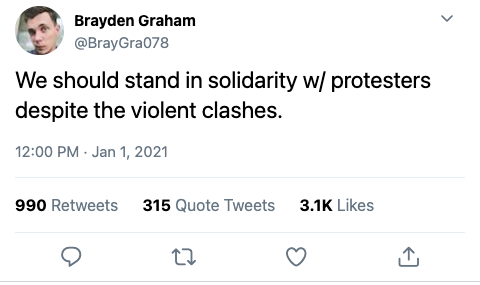 Brayden Graham
@BrayGra078
We should stand in solidarity w/ protesters
despite the violent clashes.
12:00 PM · Jan 1, 2021
990 Retweets 315 Quote Tweets 3.1K Likes